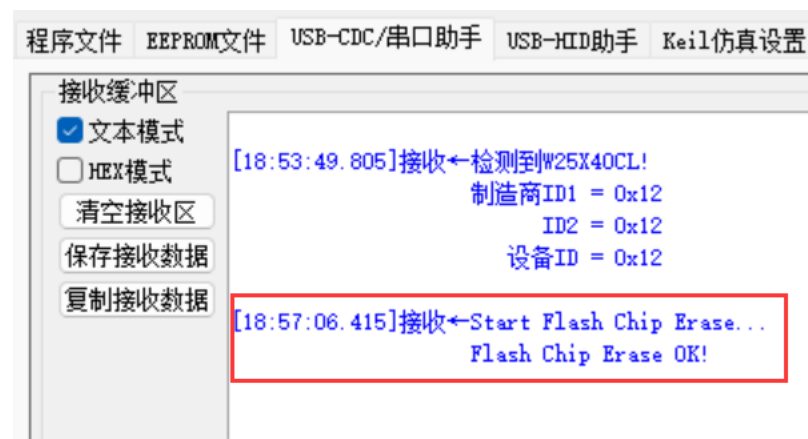 程序文件 EEPROM文件 USB-CDC/串口助手 USB-HID助手 Keil仿真设置
接收缓冲区
文本模式
HEX模式
清空接收区
保存接收数据
复制接收数据
[18:53:49.805]接收←检测到W25X40CL!
制造商ID1 = 0x12
ID2 = 0x12
设备ID = 0x12
[18:57:06.415]接收←Start Flash Chip Erase...
Flash Chip Erase OK!